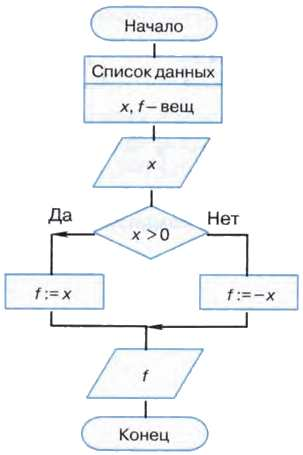 Начало
Список данных
x, f – вещ
x
x > 0
Да
Нет
f := x
f := –x
f
Конец